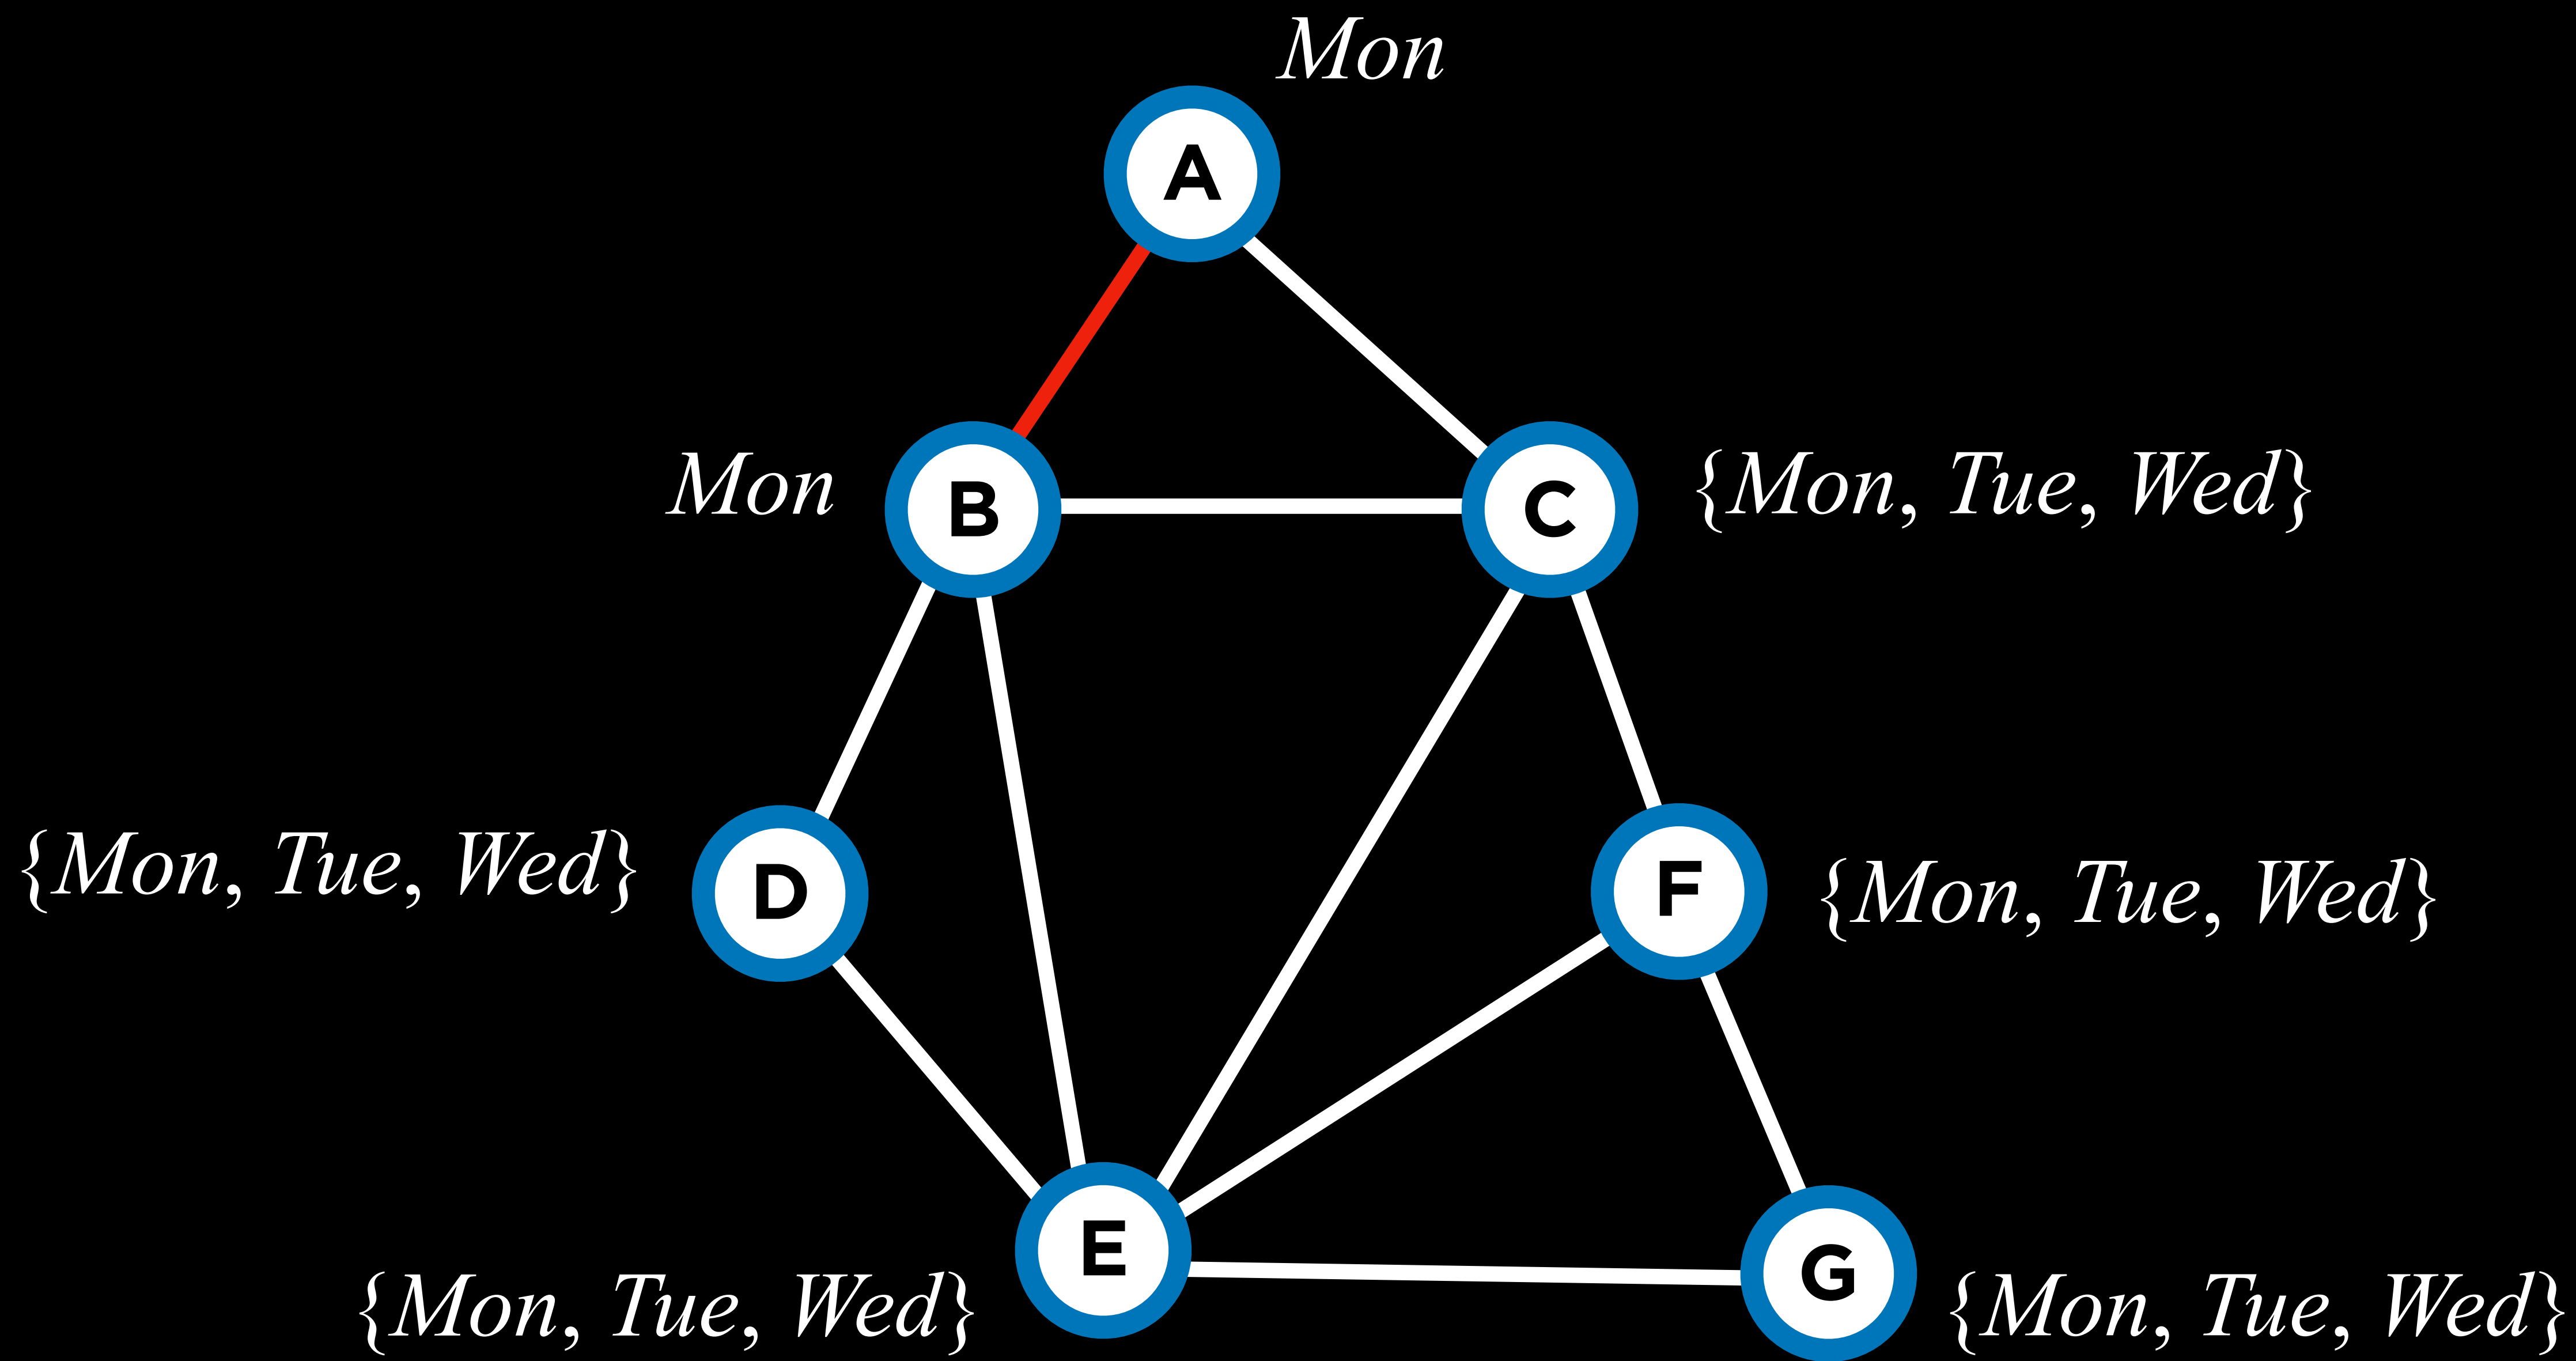 Mon
A
Mon B C {Mon, Tue, Wed}
{Mon, Tue, Wed} D F {Mon, Tue, Wed}
E
G
{Mon, Tue, Wed} {Mon, Tue, Wed}